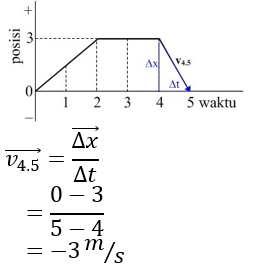 +
posisi
3
Δx
v4.5
Δt
0
1 2 3 4 5 waktu
−
v4.5 = Δx/Δt
= 0 − 3/5 − 4
= −3 m/s